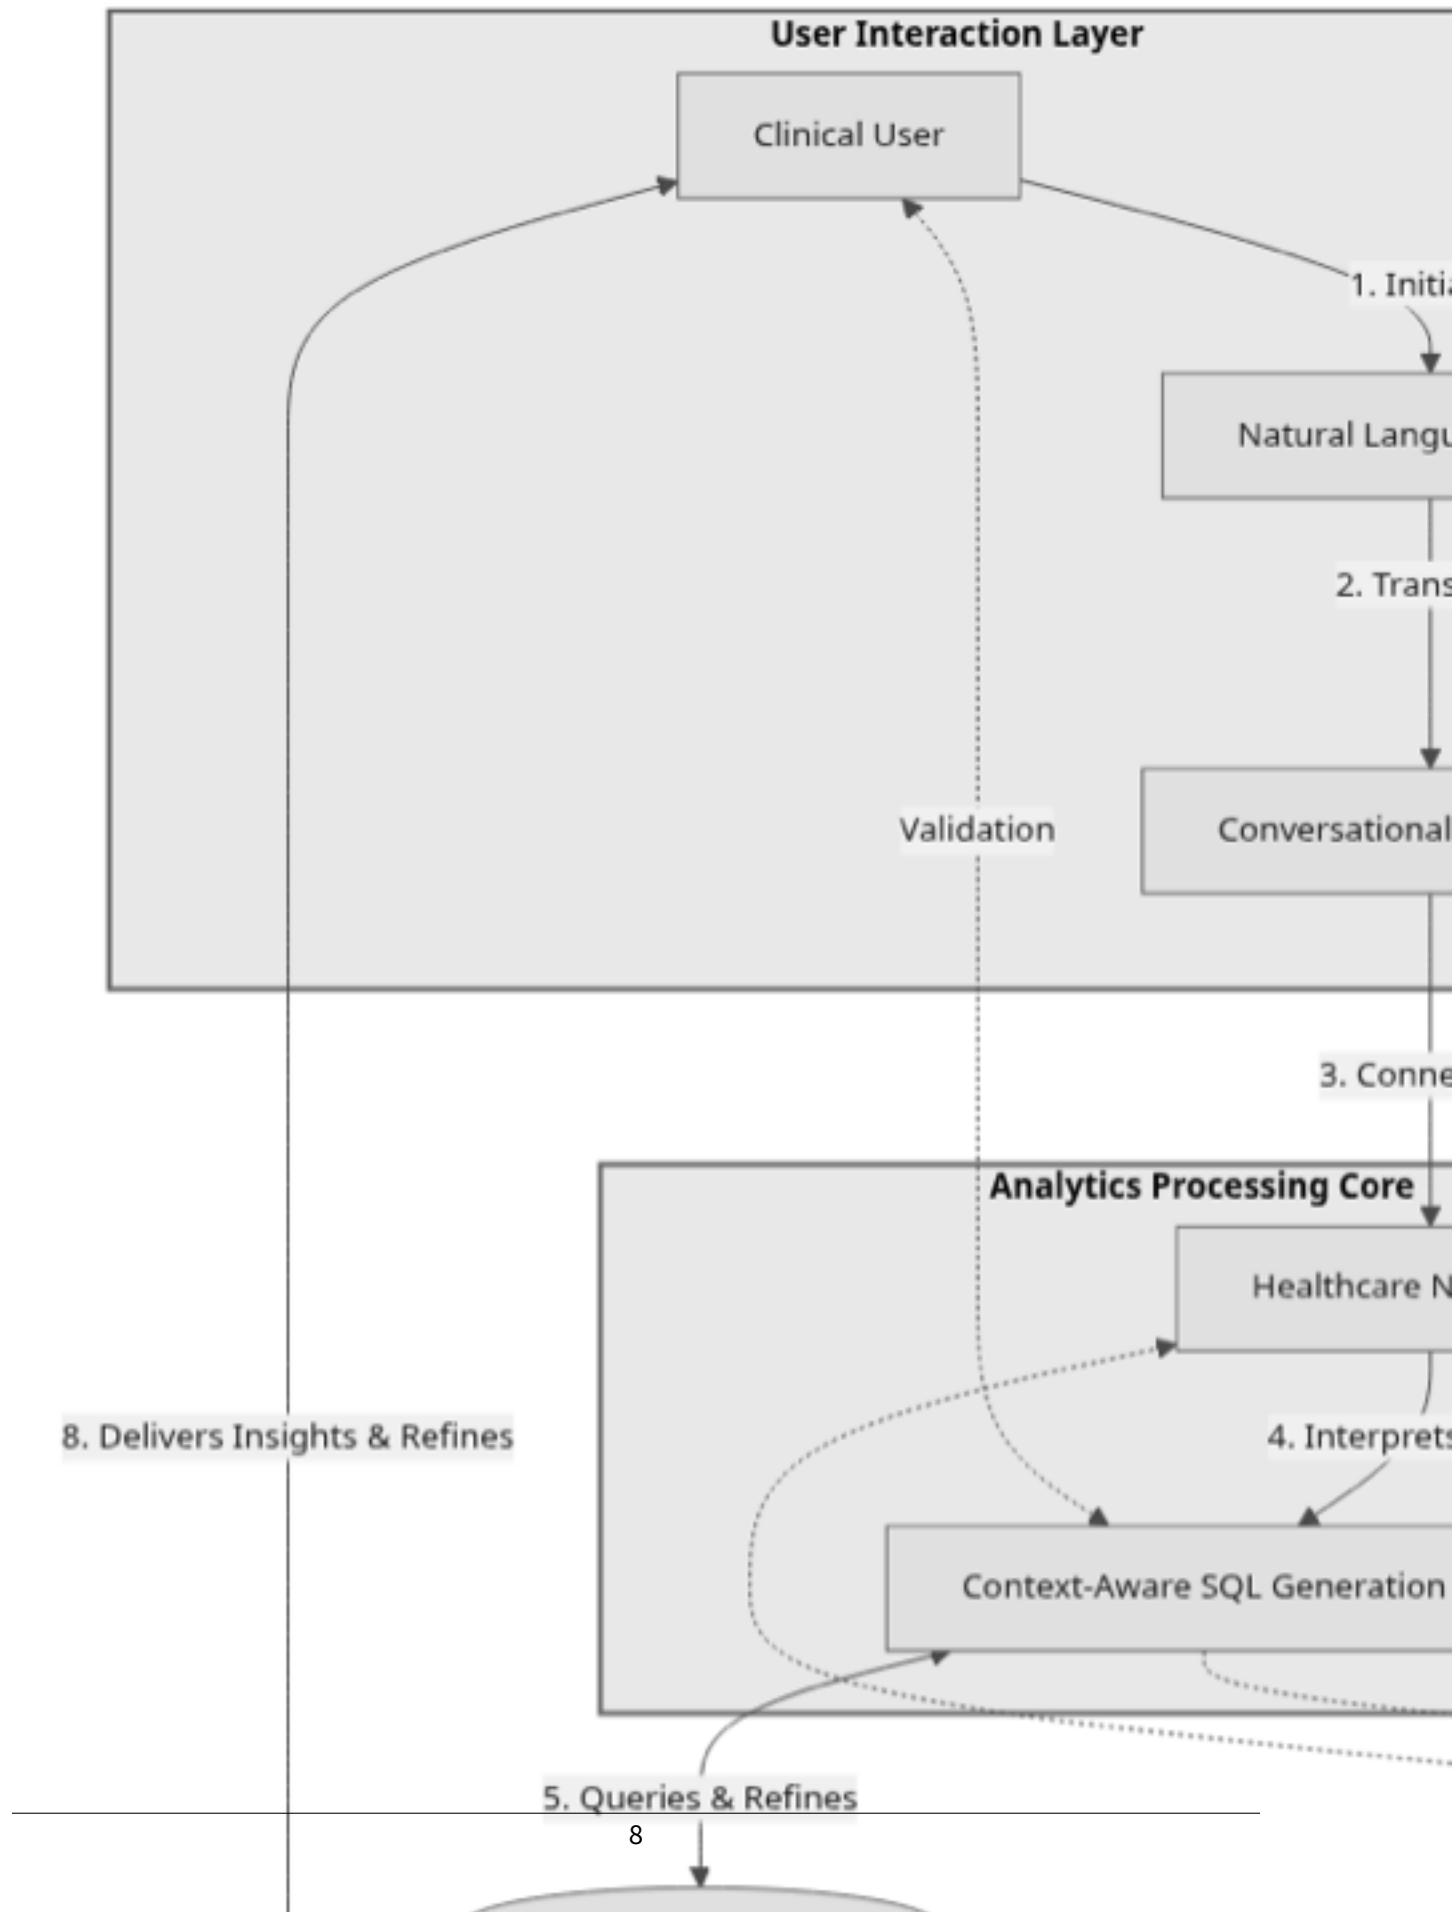 User Interaction Layer
Clinical User
1. Initia
Natural Langu
2. Trans
Validation
Conversational
3. Conne
Analytics Processing Core
Healthcare N
8. Delivers Insights & Refines
4. Interprets
Context-Aware SQL Generation
5. Queries & Refines
8